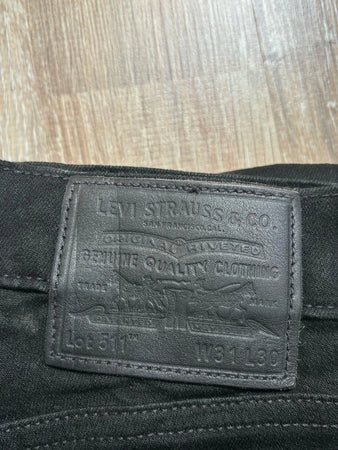 LEVI STRAUSS & CO.
SAN FRANCISCO, CAL.
ORIGINAL RIVETED
GENUINE QUALITY CLOTHING
TRADE MARK
Lot 511™ W31 L30